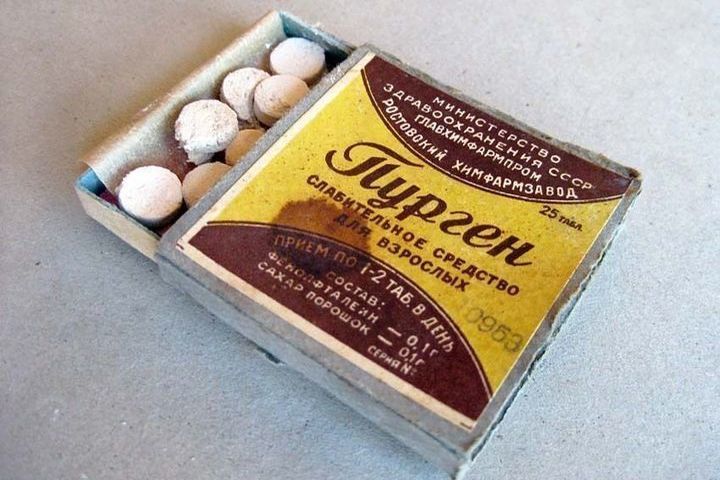 МИНИСТЕРСТВО
ЗДРАВООХРАНЕНИЯ СССР
ГЛАВХИМФАРМПРОМ
РОСТОВСКИЙ ХИМФАРМЗАВОД
25 ТАБЛ.
Пурген
СЛАБИТЕЛЬНОЕ СРЕДСТВО
ДЛЯ ВЗРОСЛЫХ
ПРИЕМ ПО 1-2 ТАБ. В ДЕНЬ
СОСТАВ:
ФЕНОЛФТАЛЕИН = 0,1 г
САХАР ПОРОШОК = 0,1 г
СЕРИЯ №
10953